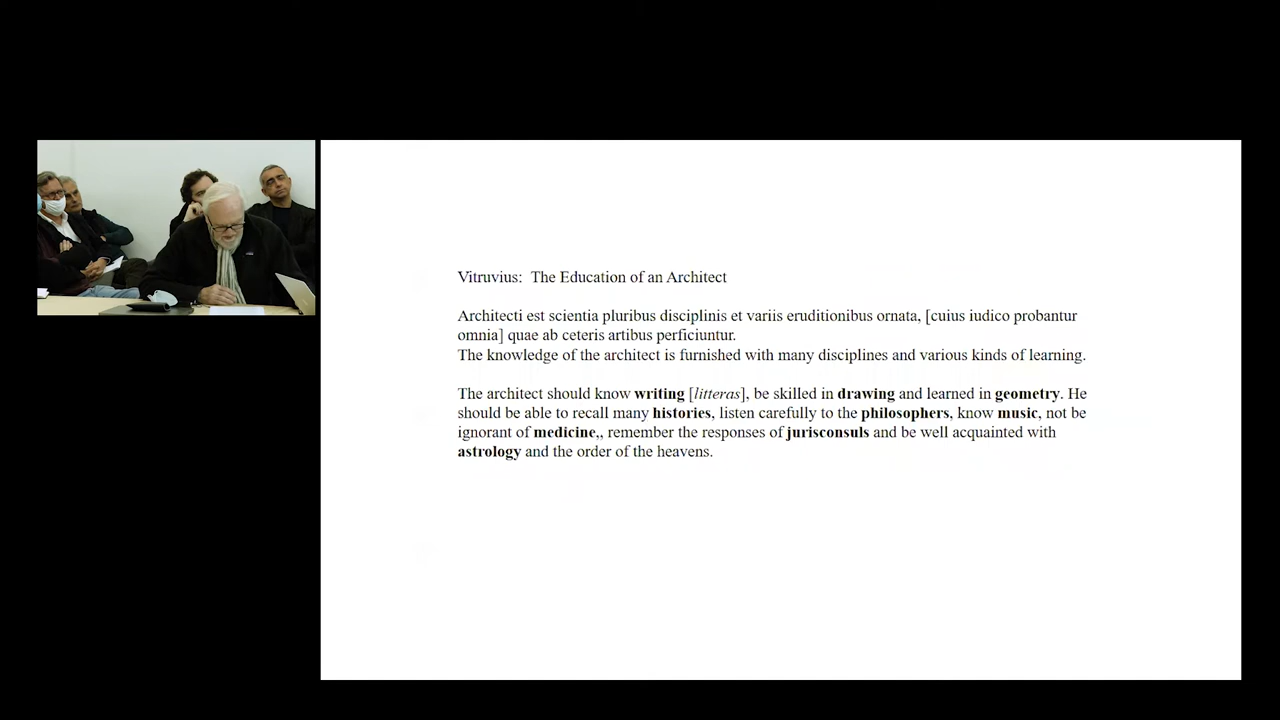 Vitruvius: The Education of an Architect
Architecti est scientia pluribus disciplinis et variis eruditionibus ornata, [cuius iudico probantur
omnia] quae ab ceteris artibus perficiuntur.
The knowledge of the architect is furnished with many disciplines and various kinds of learning.
The architect should know writing [litteras], be skilled in drawing and learned in geometry. He
should be able to recall many histories, listen carefully to the philosophers, know music, not be
ignorant of medicine,, remember the responses of jurisconsuls and be well acquainted with
astrology and the order of the heavens.